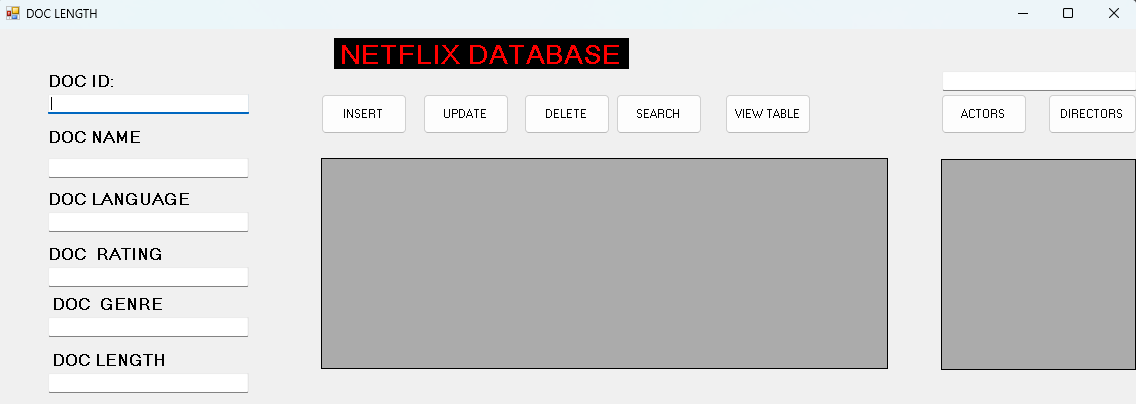 DOC LENGTH
NETFLIX DATABASE
DOC ID:
INSERT UPDATE DELETE SEARCH VIEW TABLE ACTORS DIRECTORS
DOC NAME
DOC LANGUAGE
DOC RATING
DOC GENRE
DOC LENGTH